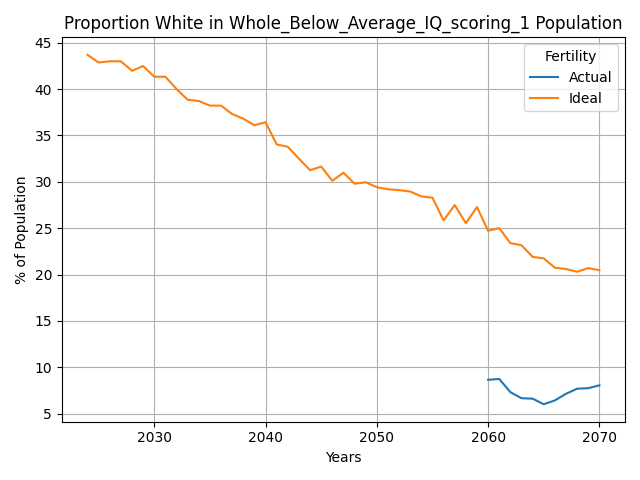 Proportion White in Whole_Below_Average_IQ_scoring_1 Population
Fertility
Actual
Ideal
% of Population
45
40
35
30
25
20
15
10
5
2030
2040
2050
2060
2070
Years